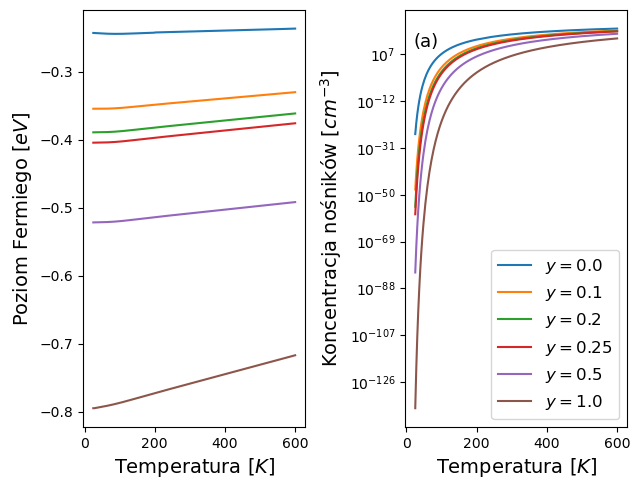 Poziom Fermiego [eV]
−0.3
−0.4
−0.5
−0.6
−0.7
−0.8
0
200
400
600
Temperatura [K]
(a)
Koncentracja nośników [cm⁻³]
10⁷
10⁻¹²
10⁻³¹
10⁻⁵⁰
10⁻⁶⁹
10⁻⁸⁸
10⁻¹⁰⁷
10⁻¹²⁶
y = 0.0
y = 0.1
y = 0.2
y = 0.25
y = 0.5
y = 1.0
0
200
400
600
Temperatura [K]